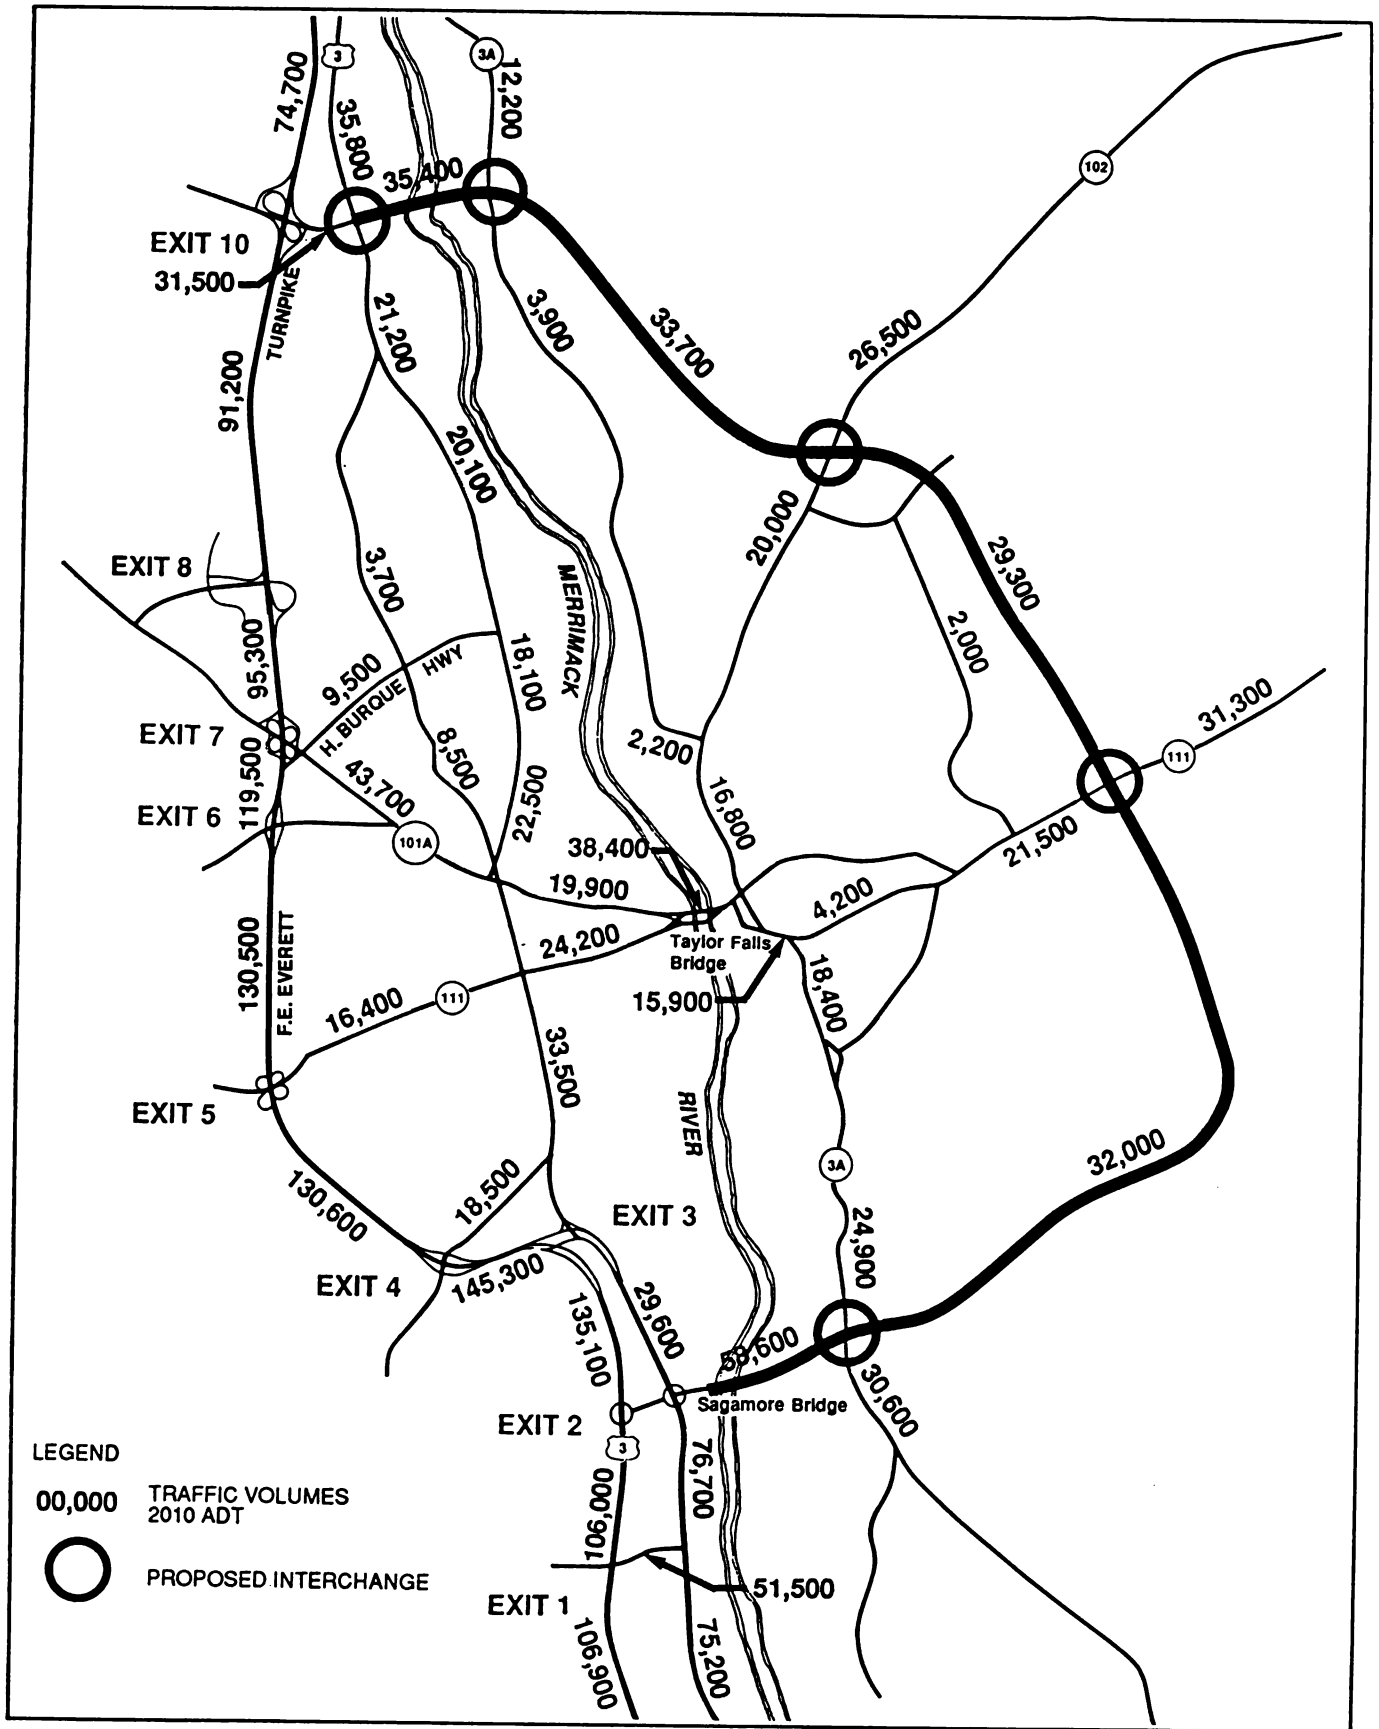 3
3A
74,700
12,200
35,800
35,400
102
EXIT 10
31,500
TURNPIKE
21,200
3,900
33,700
26,500
91,200
20,100
20,000
EXIT 8
3,700
MERRIMACK
29,300
95,300
9,500
H. BURQUE HWY
18,100
2,000
31,300
111
EXIT 7
119,500
43,700
8,500
22,500
2,200
16,800
EXIT 6
101A
38,400
21,500
19,900
4,200
130,500
F.E. EVERETT
24,200
Taylor Falls
Bridge
15,900
18,400
16,400
111
33,500
EXIT 5
RIVER
32,000
3A
130,600
18,500
EXIT 3
24,900
EXIT 4
145,300
135,100
29,600
30,600
Sagamore Bridge
EXIT 2
3
76,700
109,000
LEGEND
00,000
TRAFFIC VOLUMES
2010 ADT
PROPOSED INTERCHANGE
51,500
EXIT 1
106,900
75,200